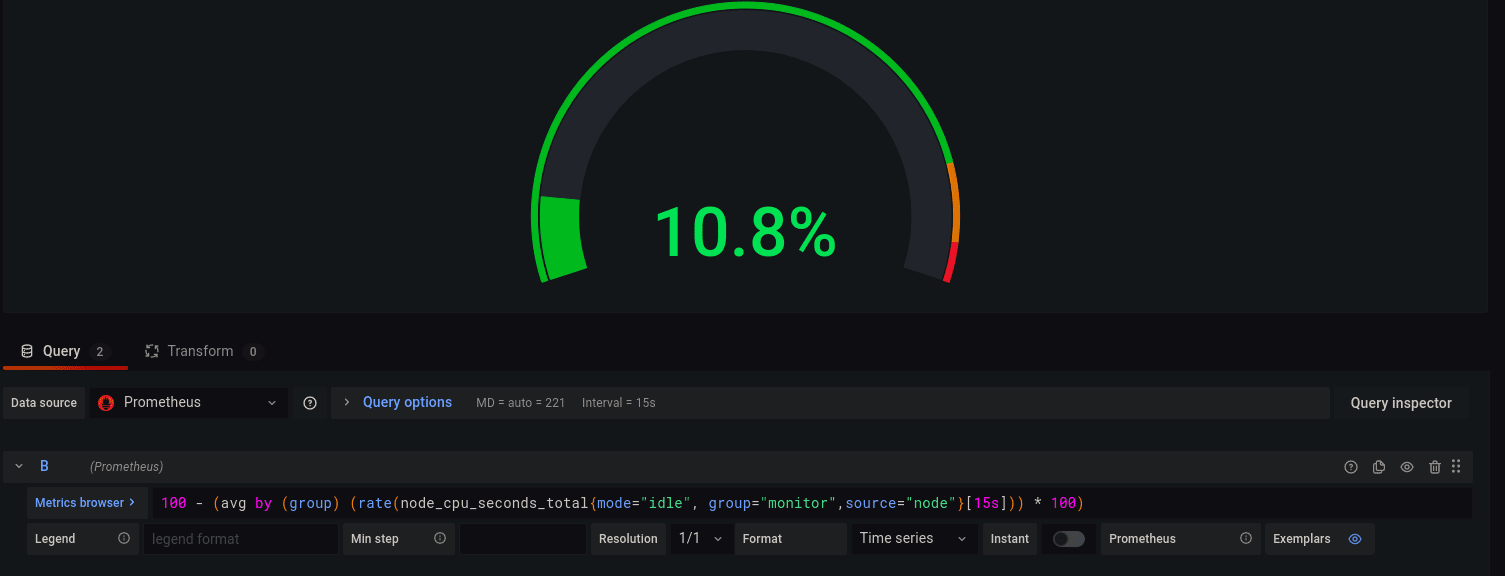 10.8%
Query 2 Transform 0
Data source Prometheus Query options MD = auto = 221 Interval = 15s Query inspector
B (Prometheus)
Metrics browser 100 - (avg by (group) (rate(node_cpu_seconds_total{mode="idle", group="monitor",source="node"}[15s])) * 100)
Legend legend format Min step Resolution 1/1 Format Time series Instant Prometheus Exemplars